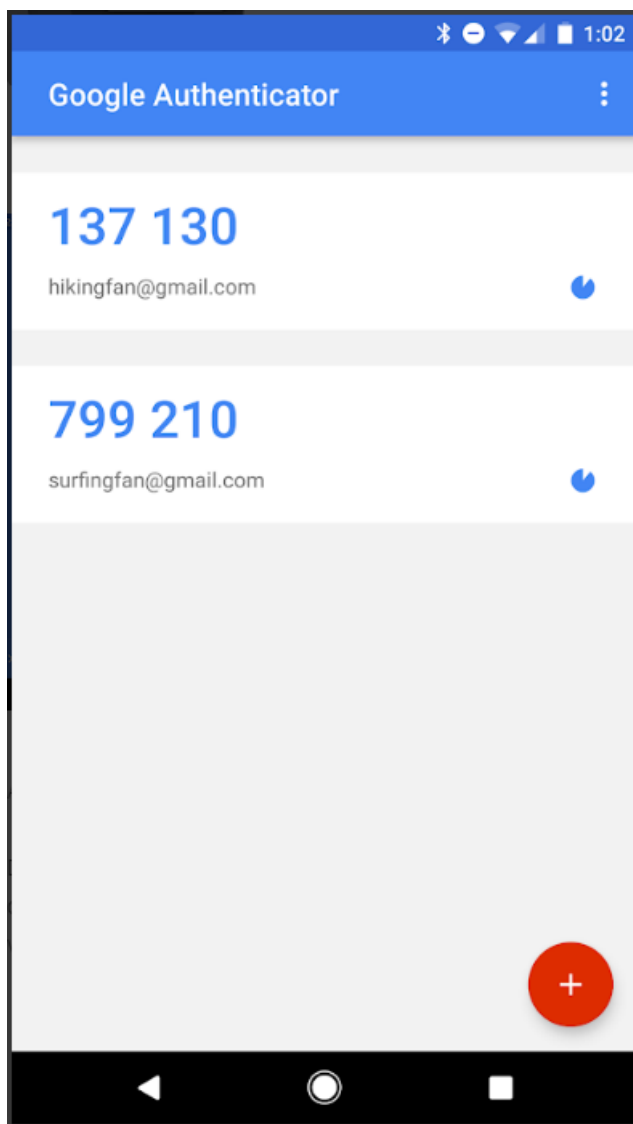 1:02
Google Authenticator
137 130
hikingfan@gmail.com
799 210
surfingfan@gmail.com
+